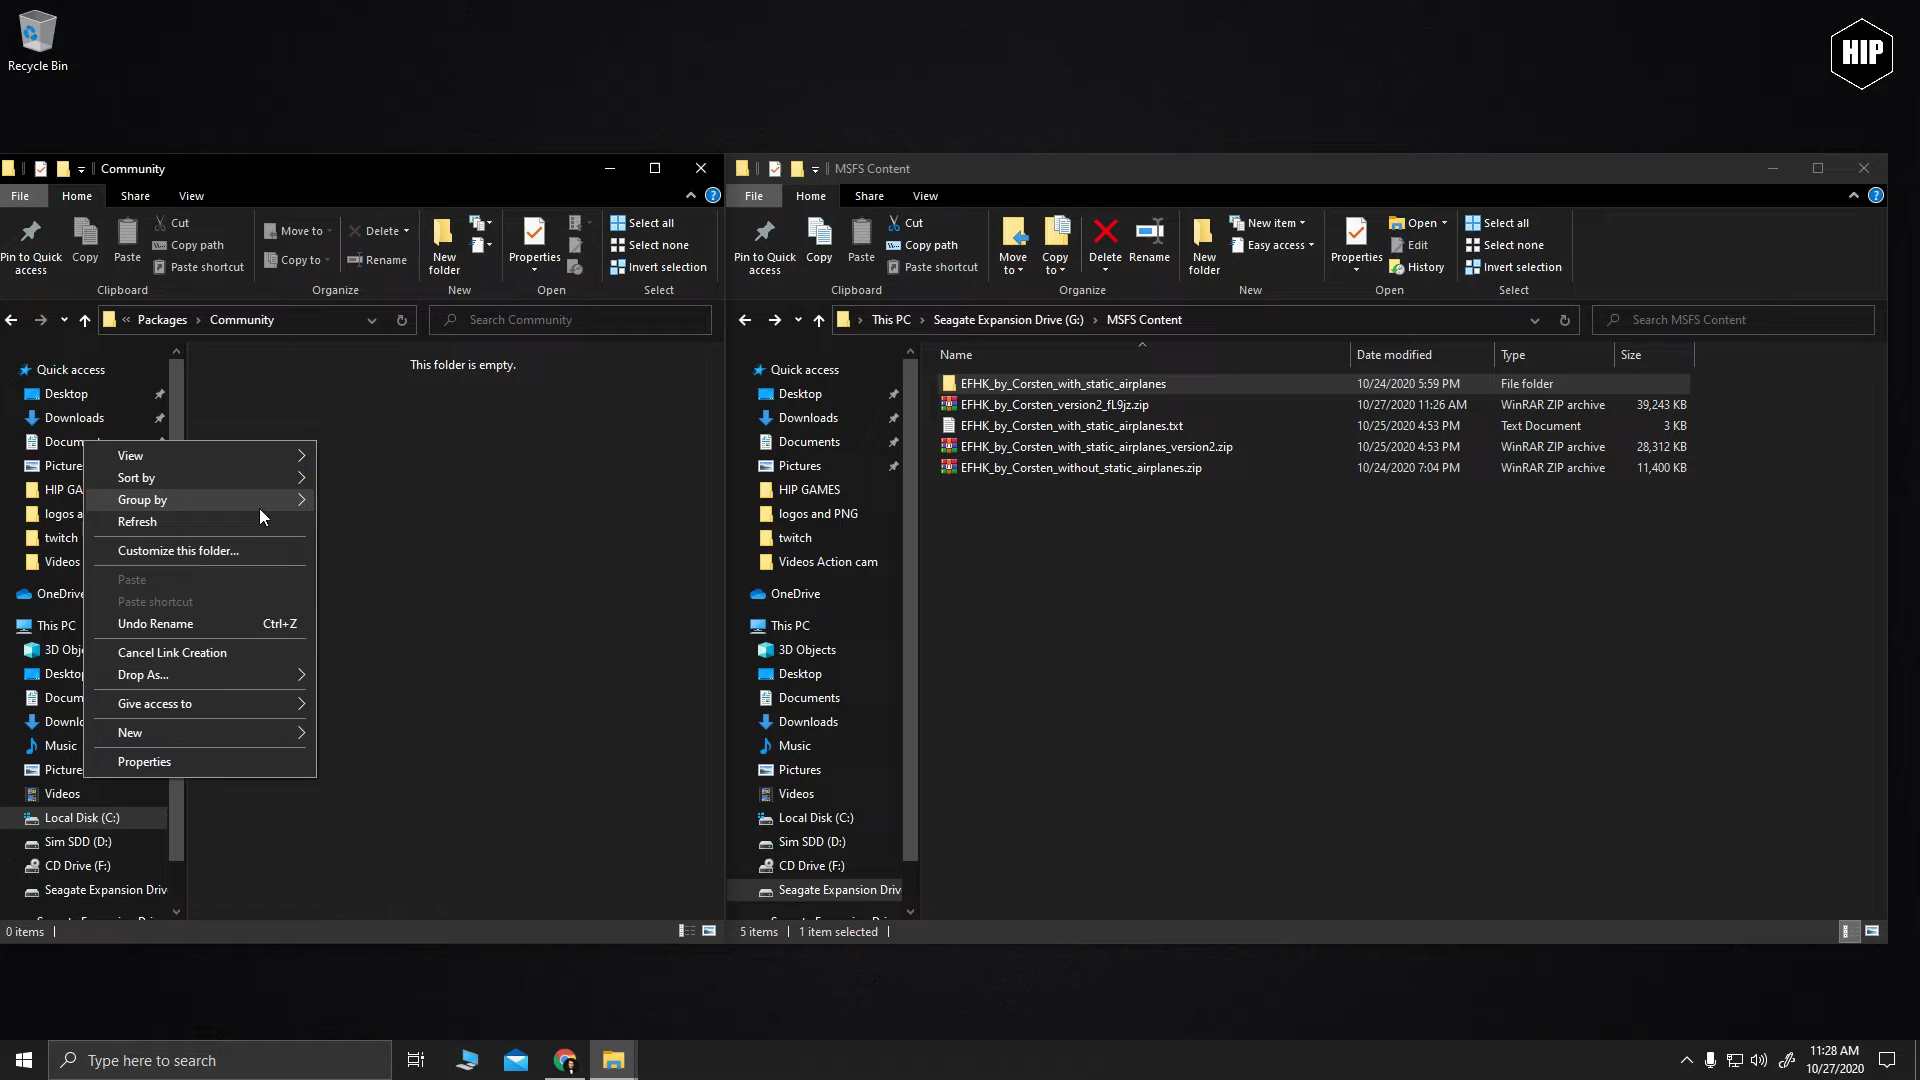 Recycle Bin
HIP
Community
File
Home
Share
View
Pin to Quick access
Copy
Paste
Cut
Copy path
Paste shortcut
Clipboard
Move to
Copy to
Delete
Rename
Organize
New folder
New
Properties
Open
Select all
Select none
Invert selection
Select
« Packages > Community
Search Community
Quick access
Desktop
Downloads
Pictures
HIP GA
logos a
twitch
Videos
OneDrive
This PC
3D Obj
Desktop
Docum
Downlo
Music
Pictures
Videos
Local Disk (C:)
Sim SDD (D:)
CD Drive (F:)
Seagate Expansion Driv
This folder is empty.
View
Sort by
Group by
Refresh
Customize this folder...
Paste
Paste shortcut
Undo Rename Ctrl+Z
Cancel Link Creation
Drop As...
Give access to
New
Properties
0 items
MSFS Content
File
Home
Share
View
Pin to Quick access
Copy
Paste
Cut
Copy path
Paste shortcut
Clipboard
Move to
Copy to
Delete
Rename
Organize
New folder
New item
Easy access
New
Properties
Open
Edit
History
Open
Select all
Select none
Invert selection
Select
This PC > Seagate Expansion Drive (G:) > MSFS Content
Search MSFS Content
Quick access
Desktop
Downloads
Documents
Pictures
HIP GAMES
logos and PNG
twitch
Videos Action cam
OneDrive
This PC
3D Objects
Desktop
Documents
Downloads
Music
Pictures
Videos
Local Disk (C:)
Sim SDD (D:)
CD Drive (F:)
Seagate Expansion Driv
Name Date modified Type Size
EFHK_by_Corsten_with_static_airplanes 10/24/2020 5:59 PM File folder
EFHK_by_Corsten_version2_fL9jz.zip 10/27/2020 11:26 AM WinRAR ZIP archive 39,243 KB
EFHK_by_Corsten_with_static_airplanes.txt 10/25/2020 4:53 PM Text Document 3 KB
EFHK_by_Corsten_with_static_airplanes_version2.zip 10/25/2020 4:53 PM WinRAR ZIP archive 28,312 KB
EFHK_by_Corsten_without_static_airplanes.zip 10/24/2020 7:04 PM WinRAR ZIP archive 11,400 KB
5 items 1 item selected
Type here to search
11:28 AM
10/27/2020